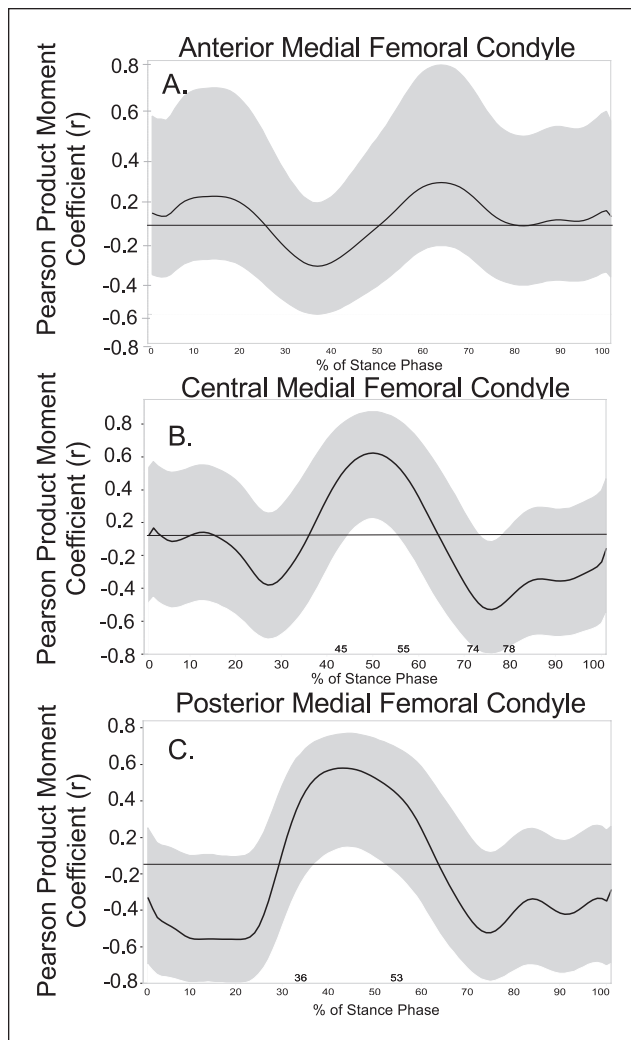 Anterior Medial Femoral Condyle
A.
Pearson Product Moment
Coefficient (r)
0.8
0.6
0.4
0.2
-0.2
-0.4
-0.6
-0.8
0 10 20 30 40 50 60 70 80 90 100
% of Stance Phase
Central Medial Femoral Condyle
B.
Pearson Product Moment
Coefficient (r)
0.8
0.6
0.4
0.2
-0.2
-0.4
-0.6
-0.8
45 55 74 78
0 10 20 30 40 50 60 70 80 90 100
% of Stance Phase
Posterior Medial Femoral Condyle
C.
Pearson Product Moment
Coefficient (r)
0.8
0.6
0.4
0.2
-0.2
-0.4
-0.6
-0.8
36 53
0 10 20 30 40 50 60 70 80 90 100
% of Stance Phase